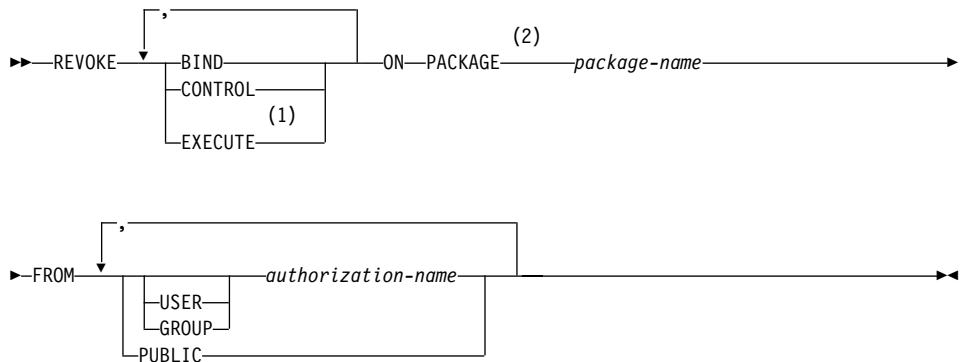 ,
(2)
REVOKE BIND ON PACKAGE package-name
CONTROL
(1)
EXECUTE
,
FROM authorization-name
USER
GROUP
PUBLIC